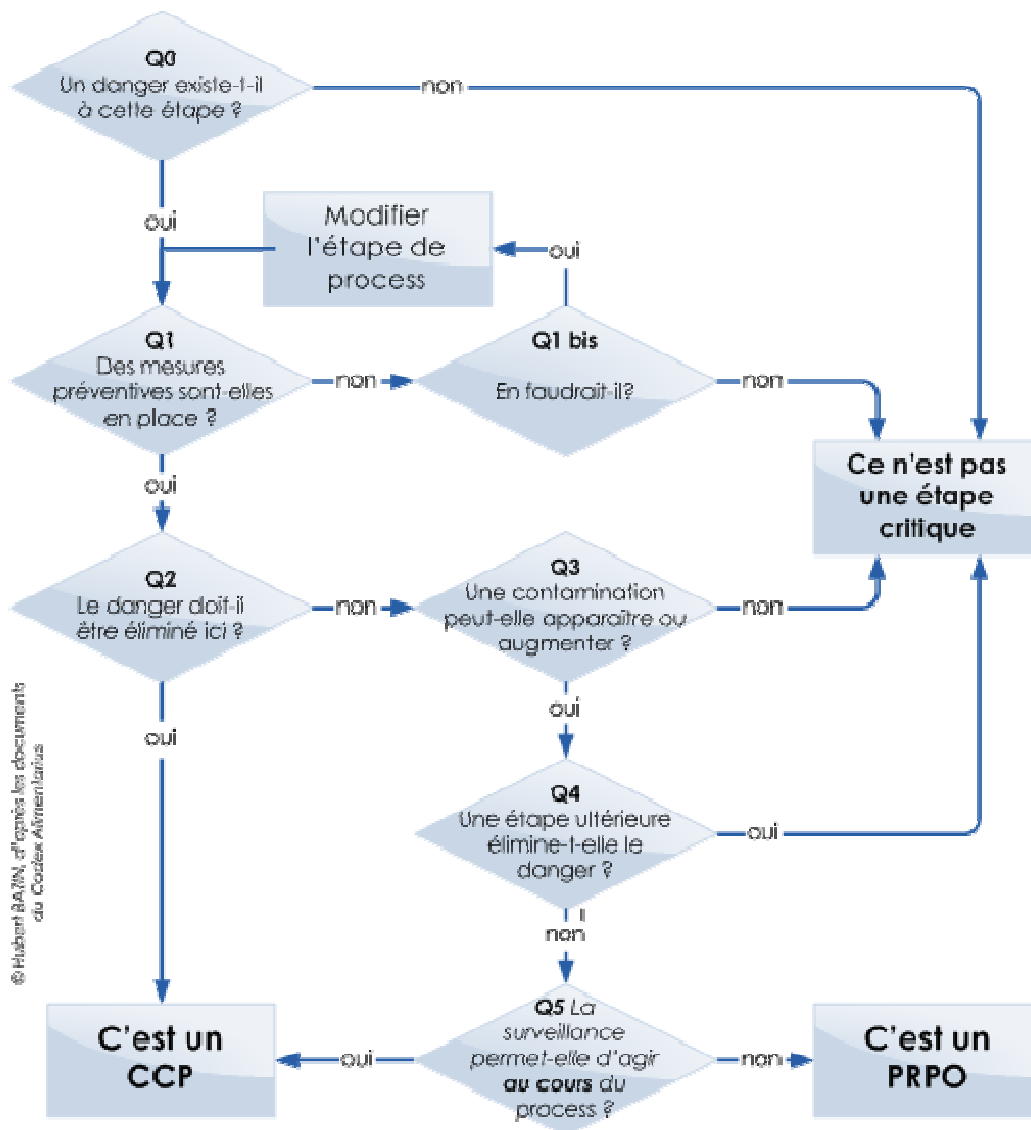 Q0
Un danger existe-t-il
à cette étape ?
non
oui
Modifier
l'étape de
process
oui
Q1
Des mesures
préventives sont-elles
en place ?
non
Q1 bis
En faudrait-il?
non
Ce n'est pas
une étape
critique
oui
Q2
Le danger doit-il
être éliminé ici ?
non
Q3
Une contamination
peut-elle apparaître ou
augmenter ?
non
oui
oui
Q4
Une étape ultérieure
élimine-t-elle le
danger ?
oui
non
© Hubert BAZIN, d'après les documents
du Codex Alimentarius
C'est un
CCP
oui
Q5 La
surveillance
permet-elle d'agir
au cours du
process ?
non
C'est un
PRPO